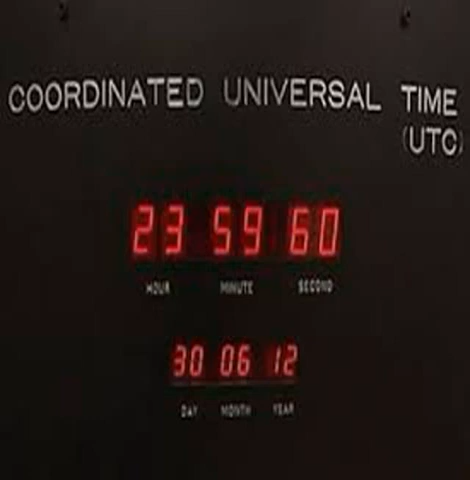 COORDINATED UNIVERSAL TIME
(UTC)
23 59 60
HOUR MINUTE SECOND
30 06 12
DAY MONTH YEAR